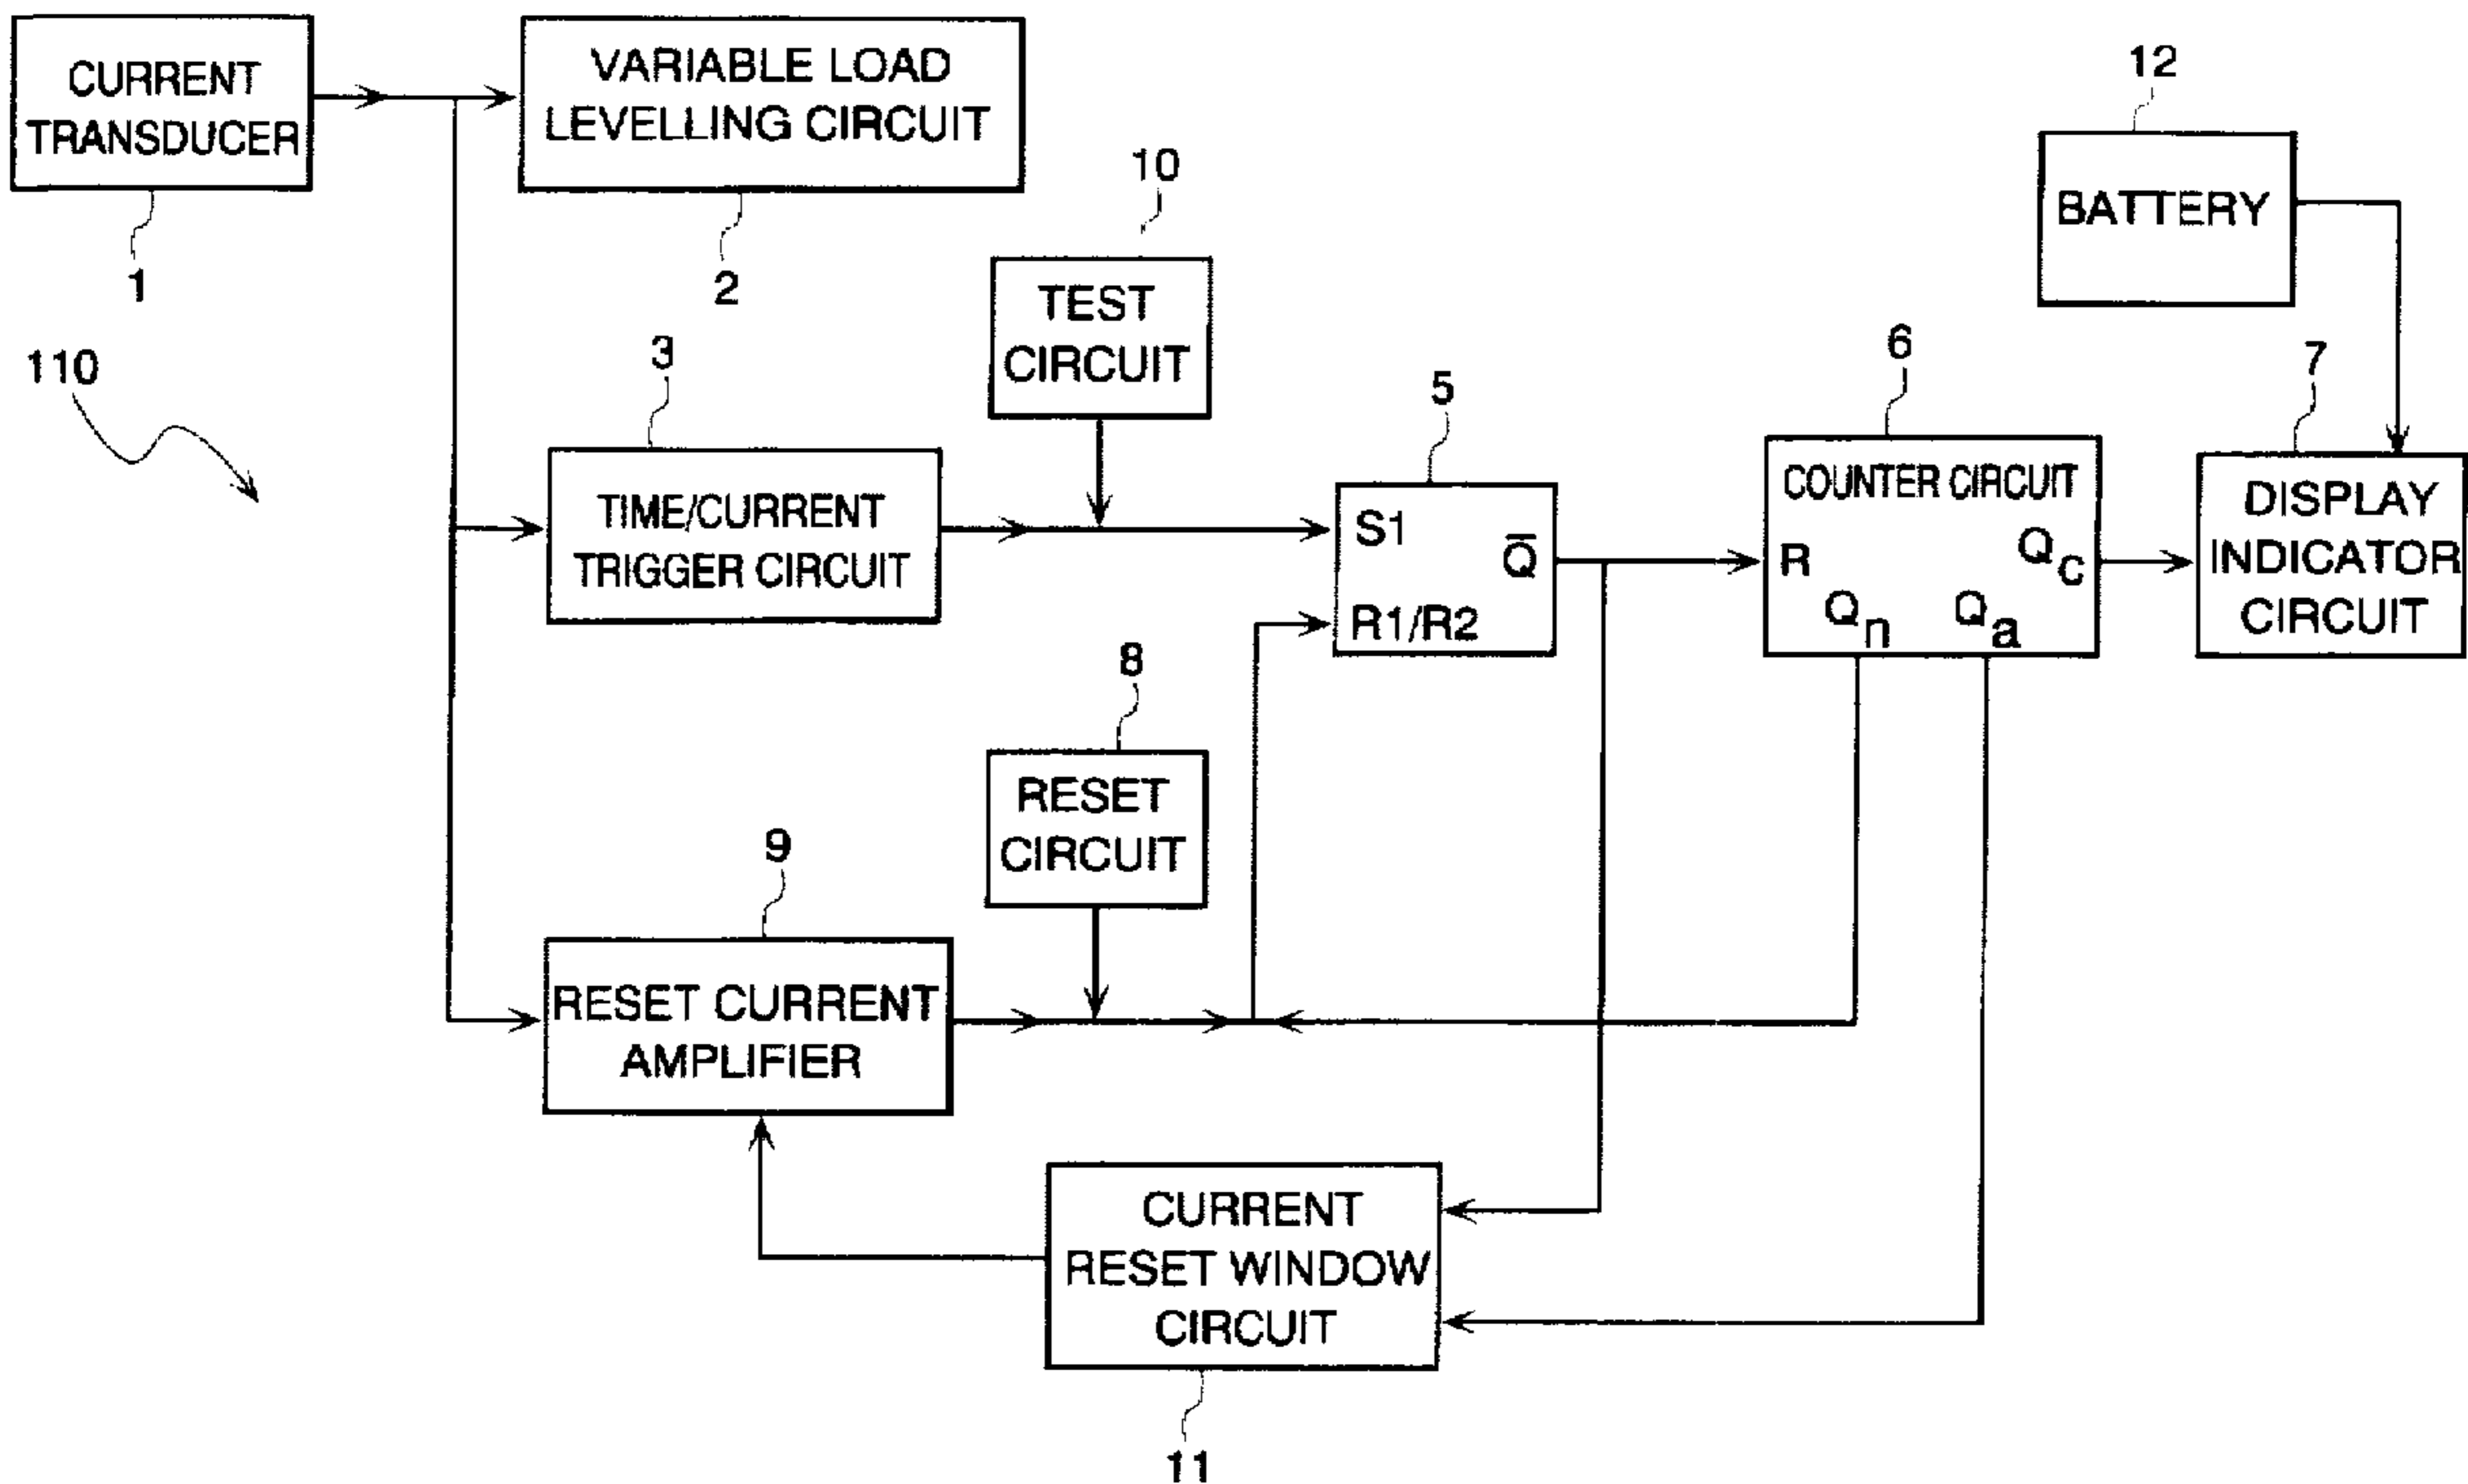 CURRENT
TRANSDUCER
1
VARIABLE LOAD
LEVELLING CIRCUIT
2
12
BATTERY
10
TEST
CIRCUIT
110
3
TIME/CURRENT
TRIGGER CIRCUIT
5
S1
Q̅
R1/R2
6
COUNTER CIRCUIT
R
Qn
Qa
Qc
7
DISPLAY
INDICATOR
CIRCUIT
8
RESET
CIRCUIT
9
RESET CURRENT
AMPLIFIER
CURRENT
RESET WINDOW
CIRCUIT
11